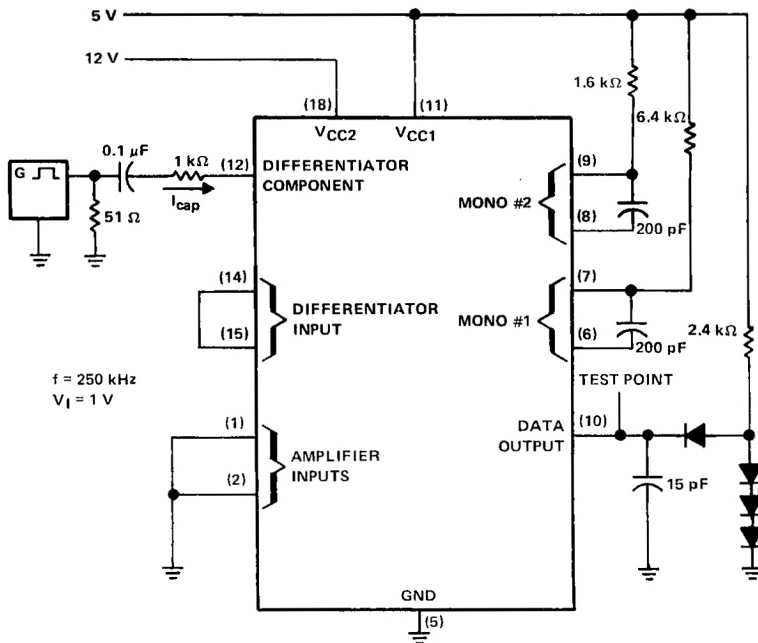 5 V
12 V
(18)
(11)
VCC2
VCC1
1.6 kΩ
6.4 kΩ
0.1 μF
1 kΩ
(12)
DIFFERENTIATOR
COMPONENT
G
Icap
51 Ω
(9)
MONO #2
(8)
200 pF
(14)
DIFFERENTIATOR
INPUT
(15)
(7)
MONO #1
(6)
200 pF
2.4 kΩ
f = 250 kHz
VI = 1 V
TEST POINT
(1)
AMPLIFIER
INPUTS
(2)
DATA
OUTPUT
(10)
15 pF
GND
(5)